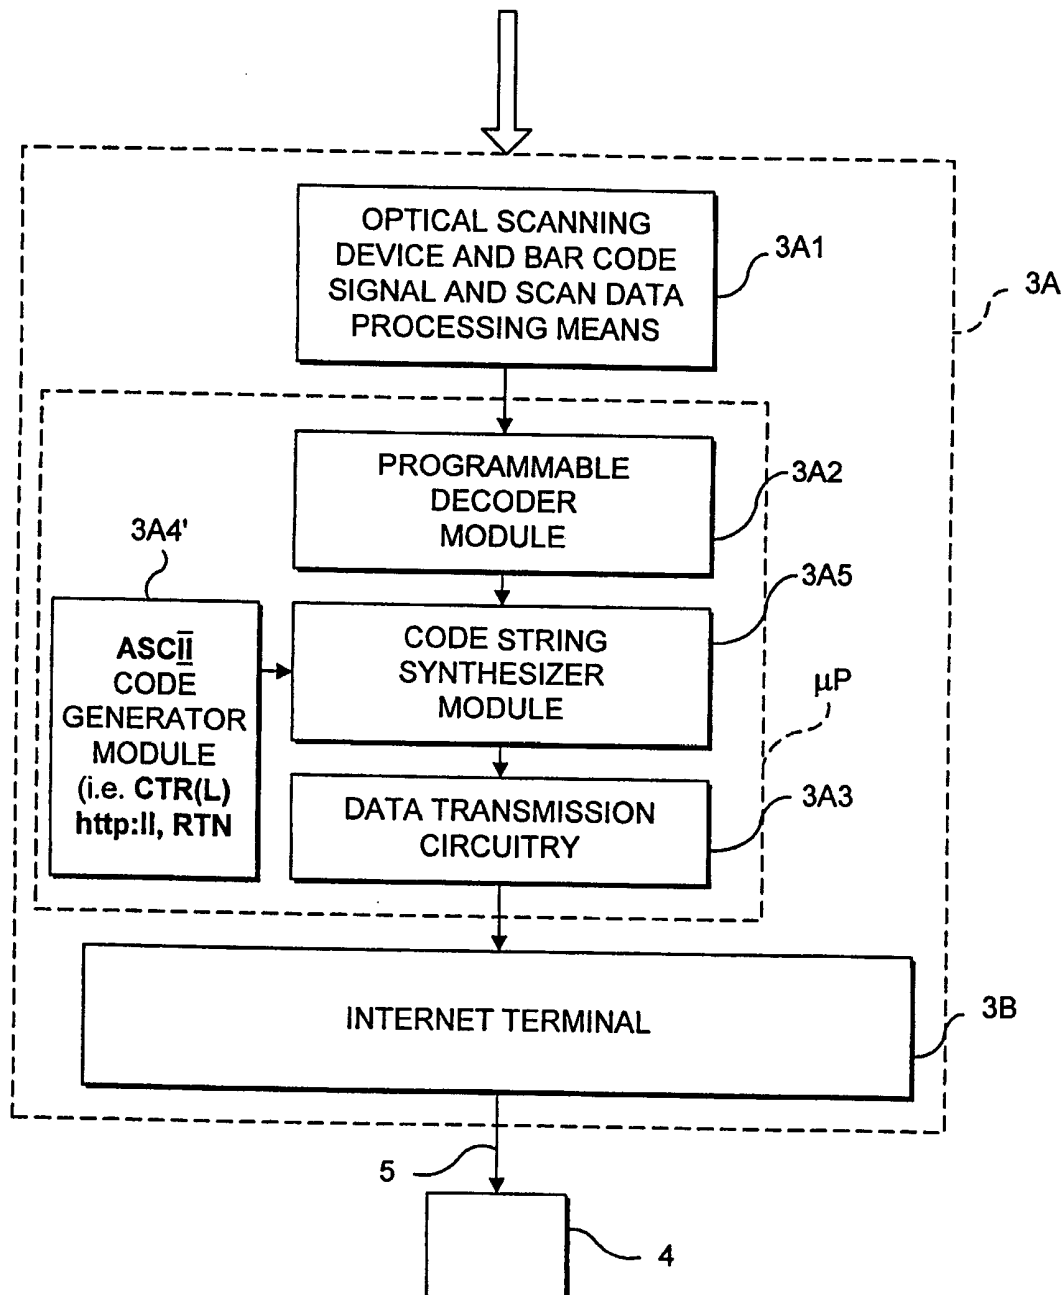 OPTICAL SCANNING
DEVICE AND BAR CODE
SIGNAL AND SCAN DATA
PROCESSING MEANS
3A1
3A
PROGRAMMABLE
DECODER
MODULE
3A2
3A4'
ASCII
CODE
GENERATOR
MODULE
(i.e. CTR(L)
http:II, RTN
CODE STRING
SYNTHESIZER
MODULE
3A5
μP
DATA TRANSMISSION
CIRCUITRY
3A3
INTERNET TERMINAL
3B
5
4